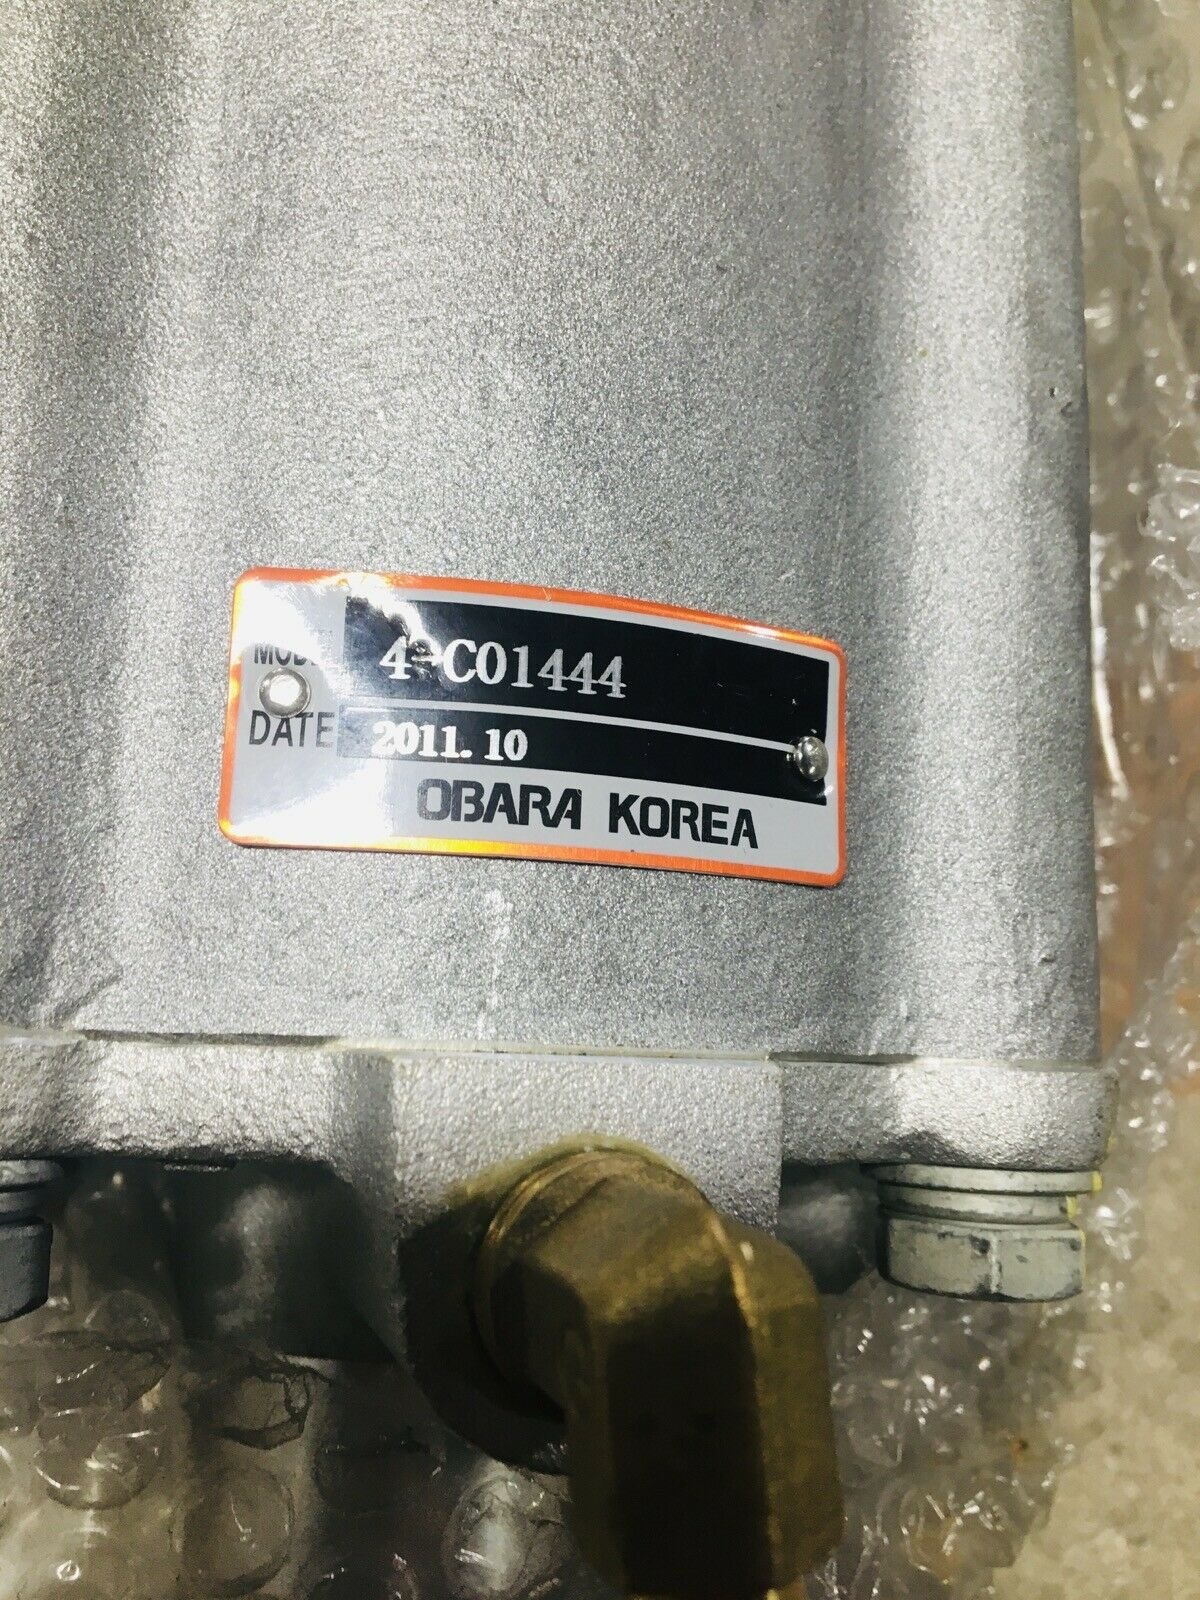 MODEL 4-C01444
DATE 2011.10
OBARA KOREA